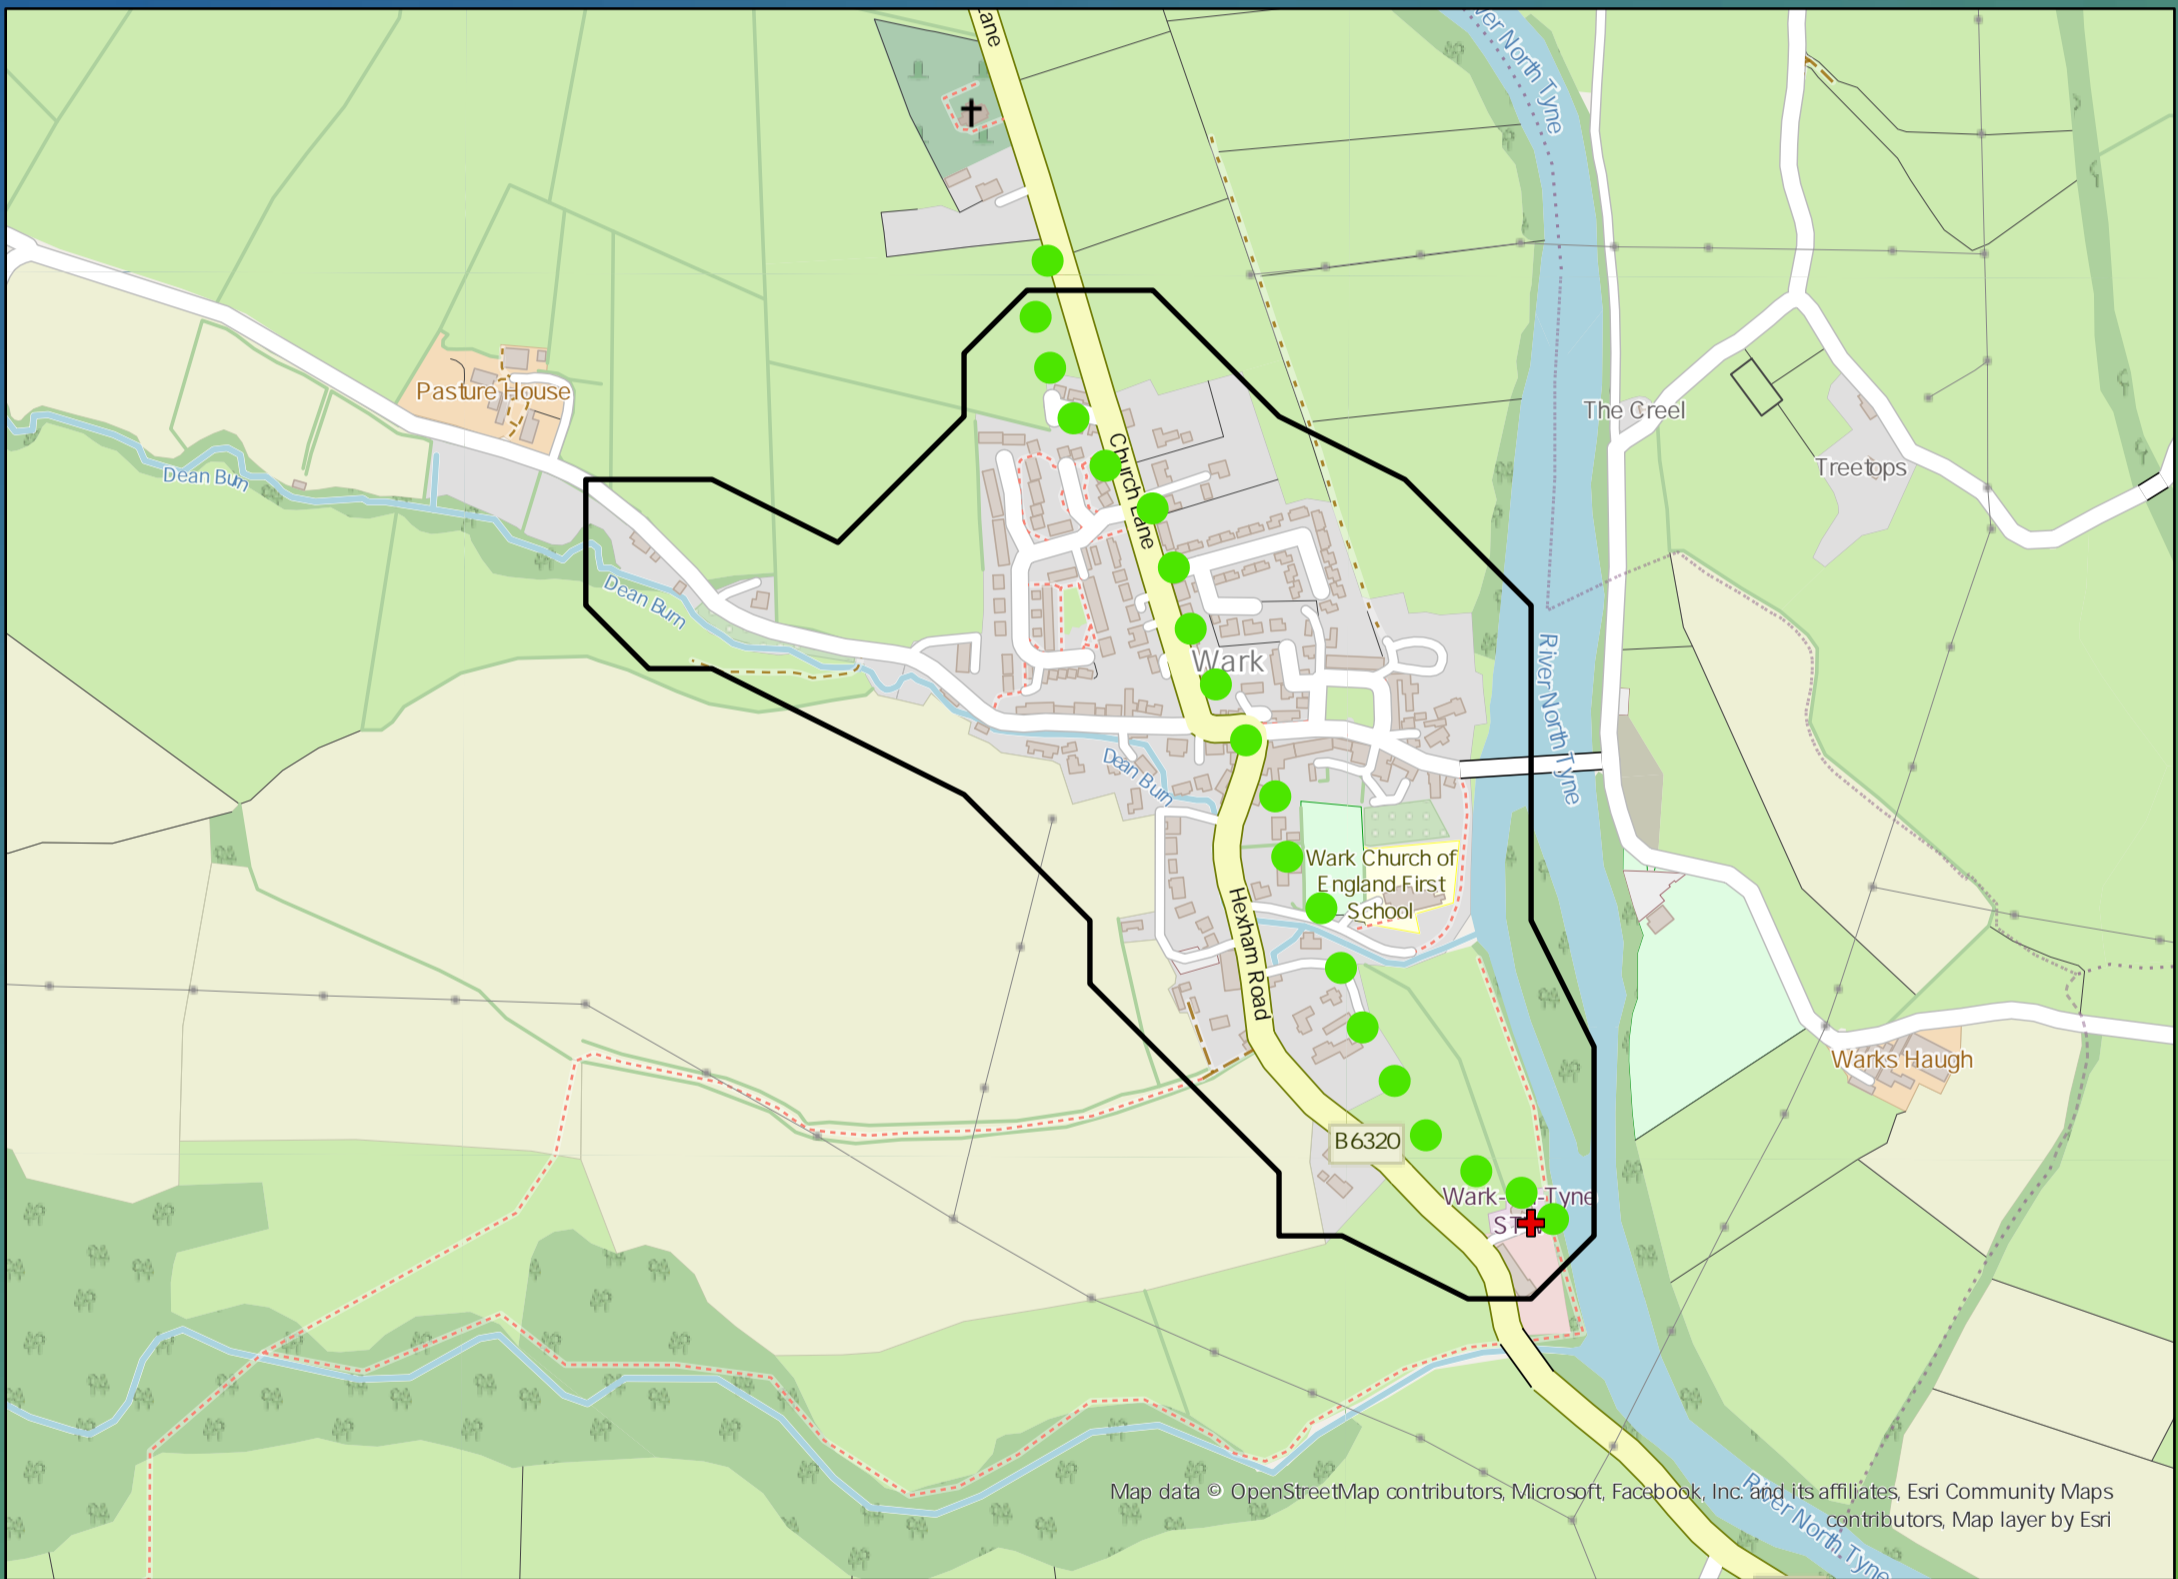 Lane
River North Tyne
Pasture House
The Creel
Church Lane
Treetops
Dean Burn
Dean Burn
Wark
River North Tyne
Dean Burn
Wark Church of
England First
School
Hexham Road
Warks Haugh
B6320
Wark- -Tyne
Map data © OpenStreetMap contributors, Microsoft, Facebook, Inc. and its affiliates, Esri Community Maps
contributors, Map layer by Esri
River North Tyne